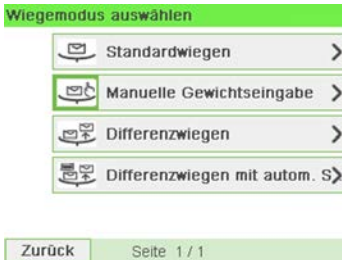 Wiegemodus auswählen
Standardwiegen
Manuelle Gewichtseingabe
Differenzwiegen
Differenzwiegen mit autom. S
Zurück Seite 1/1